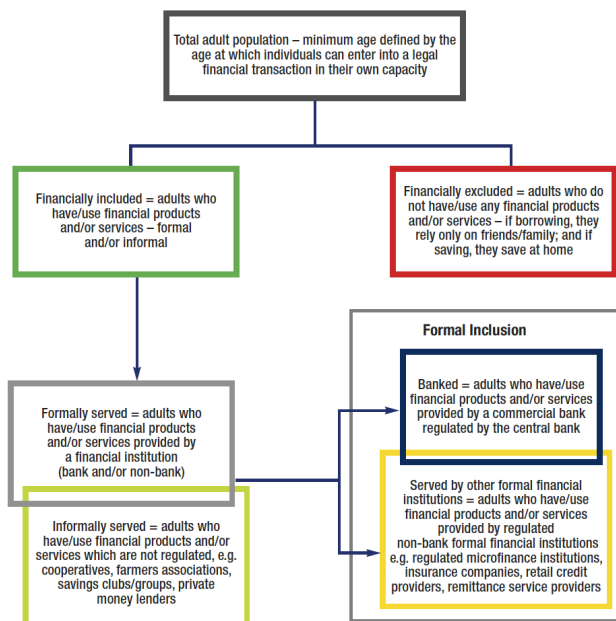 Total adult population – minimum age defined by the
age at which individuals can enter into a legal
financial transaction in their own capacity
Financially included = adults who
have/use financial products
and/or services – formal
and/or informal
Financially excluded = adults who do
not have/use any financial products
and/or services – if borrowing, they
rely only on friends/family; and if
saving, they save at home
Formal Inclusion
Formally served = adults who
have/use financial products
and/or services provided by
a financial institution
(bank and/or non-bank)
Banked = adults who have/use
financial products and/or services
provided by a commercial bank
regulated by the central bank
Informally served = adults who
have/use financial products and/or
services which are not regulated, e.g.
cooperatives, farmers associations,
savings clubs/groups, private
money lenders
Served by other formal financial
institutions = adults who have/use
financial products and/or services
provided by regulated
non-bank formal financial institutions
e.g. regulated microfinance institutions,
insurance companies, retail credit
providers, remittance service providers